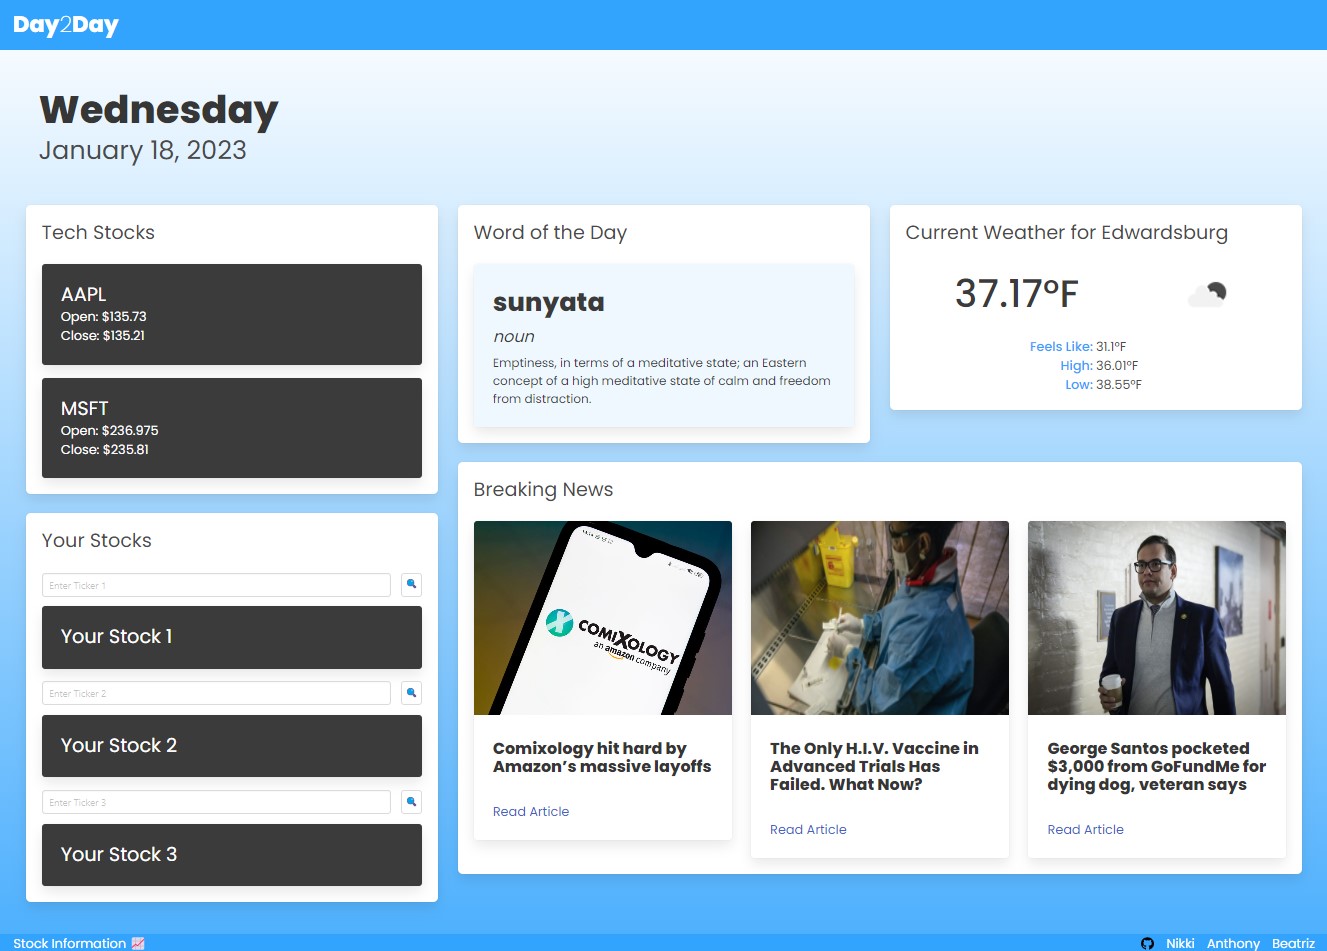 Day2Day
Wednesday
January 18, 2023
Tech Stocks
AAPL
Open: $135.73
Close: $135.21
MSFT
Open: $236.975
Close: $235.81
Your Stocks
Enter Ticker 1
Your Stock 1
Enter Ticker 2
Your Stock 2
Enter Ticker 3
Your Stock 3
Word of the Day
sunyata
noun
Emptiness, in terms of a meditative state; an Eastern
concept of a high meditative state of calm and freedom
from distraction.
Current Weather for Edwardsburg
37.17°F
Feels Like: 31.1°F
High: 36.01°F
Low: 38.55°F
Breaking News
COMIXOLOGY
an amazon company
Comixology hit hard by
Amazon’s massive layoffs
Read Article
The Only H.I.V. Vaccine in
Advanced Trials Has
Failed. What Now?
Read Article
George Santos pocketed
$3,000 from GoFundMe for
dying dog, veteran says
Read Article
Stock Information
Nikki Anthony Beatriz